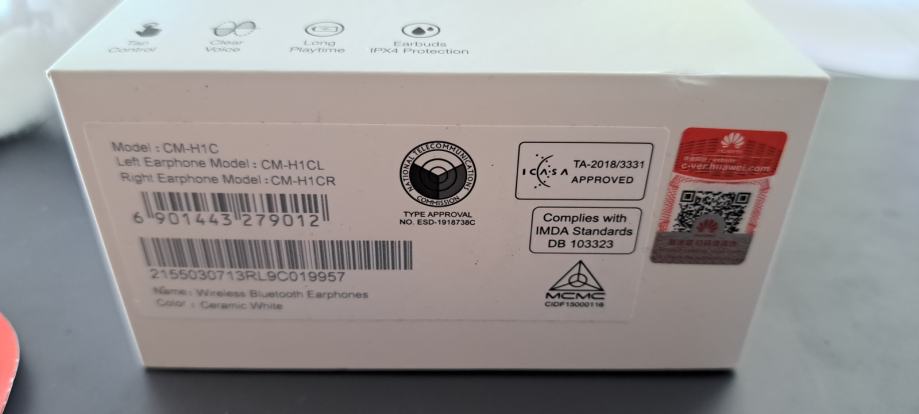 Tap
Control
Clear
Voice
Long
Playtime
Earbuds
IPX4 Protection
Model : CM-H1C
Left Earphone Model : CM-H1CL
Right Earphone Model : CM-H1CR
6 901443 279012
2155030713RL9C019957
Name : Wireless Bluetooth Earphones
Color : Ceramic White
NATIONAL TELECOMMUNICATIONS
COMMISSION
TYPE APPROVAL
NO. ESD-1918738C
ICASA
TA-2018/3331
APPROVED
Complies with
IMDA Standards
DB 103323
MCMC
CIDF15000116
c-ver.huawei.com